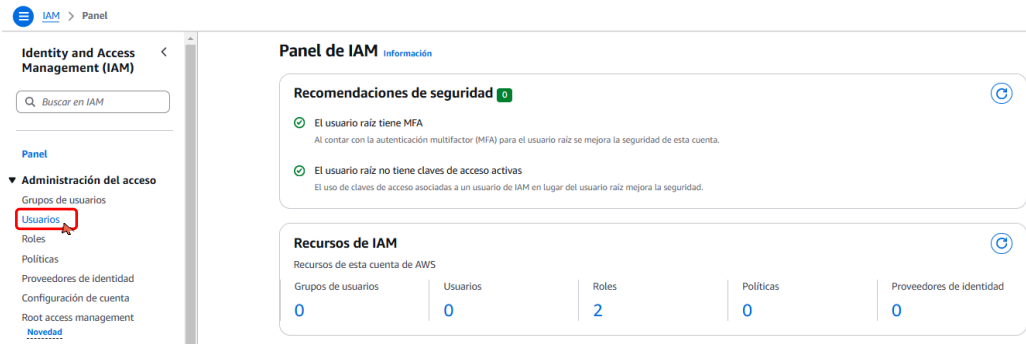 IAM > Panel
Identity and Access
Management (IAM)
Buscar en IAM
Panel
Administración del acceso
Grupos de usuarios
Usuarios
Roles
Políticas
Proveedores de identidad
Configuración de cuenta
Root access management
Novedad
Panel de IAM Información
Recomendaciones de seguridad 0
El usuario raíz tiene MFA
Al contar con la autenticación multifactor (MFA) para el usuario raíz se mejora la seguridad de esta cuenta.
El usuario raíz no tiene claves de acceso activas
El uso de claves de acceso asociadas a un usuario de IAM en lugar del usuario raíz mejora la seguridad.
Recursos de IAM
Recursos de esta cuenta de AWS
Grupos de usuarios Usuarios Roles Políticas Proveedores de identidad
0 0 2 0 0